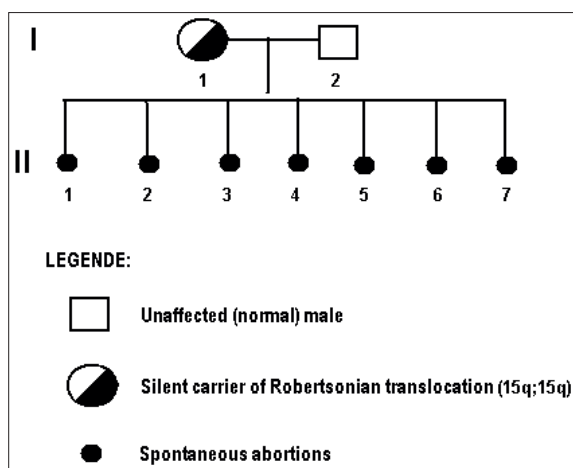 I
1 2
II
1 2 3 4 5 6 7
LEGENDE:
Unaffected (normal) male
Silent carrier of Robertsonian translocation (15q;15q)
Spontaneous abortions